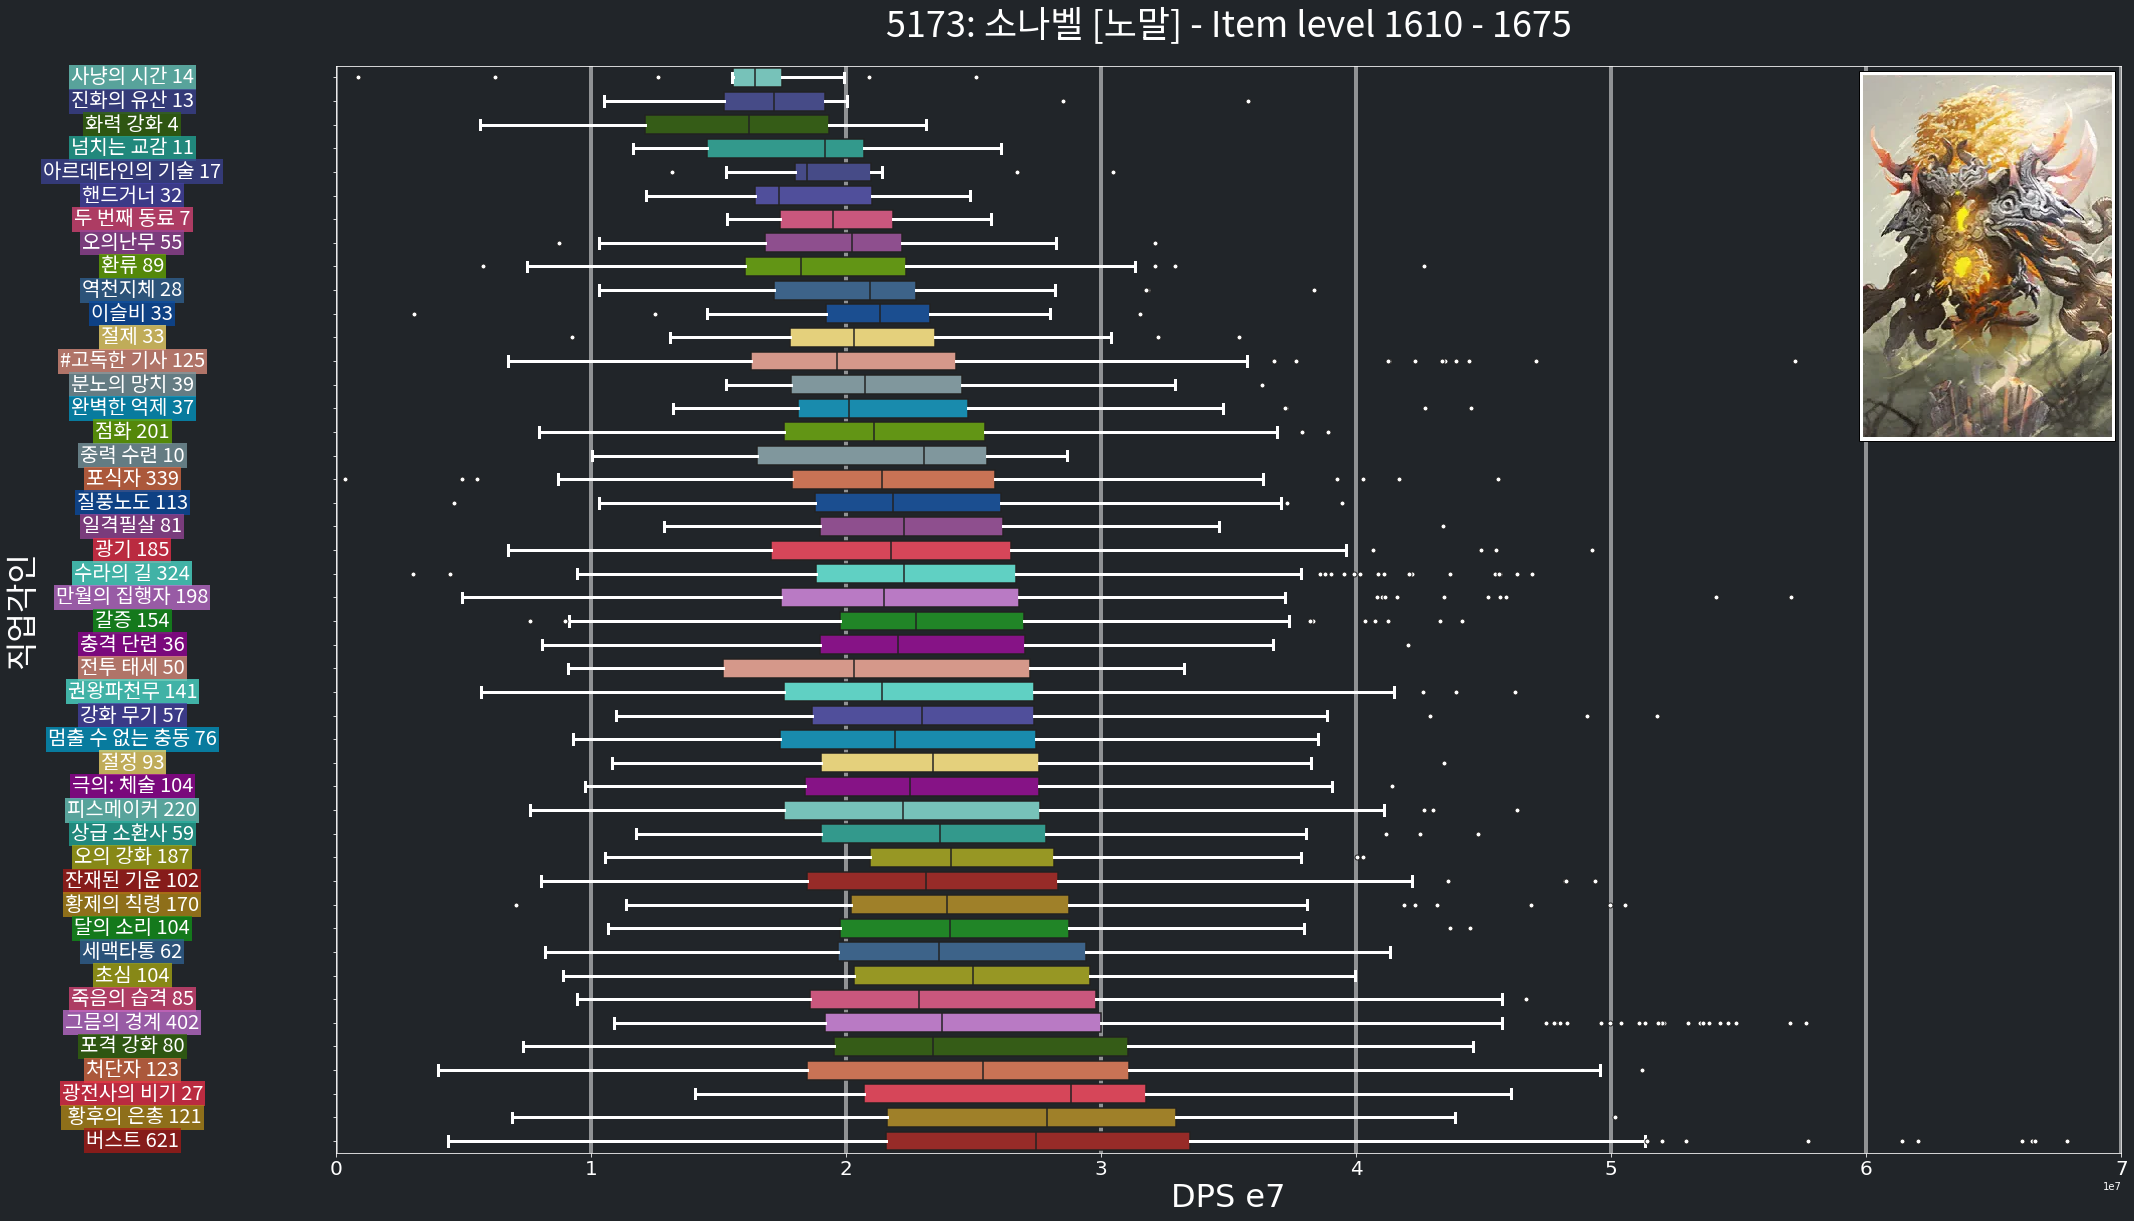 5173: 소나벨 [노말] - Item level 1610 - 1675
사냥의 시간 14
진화의 유산 13
화력 강화 4
넘치는 교감 11
아르데타인의 기술 17
핸드거너 32
두 번째 동료 7
오의난무 55
환류 89
역천지체 28
이슬비 33
절제 33
#고독한 기사 125
분노의 망치 39
완벽한 억제 37
점화 201
중력 수련 10
포식자 339
질풍노도 113
일격필살 81
광기 185
수라의 길 324
만월의 집행자 198
갈증 154
충격 단련 36
전투 태세 50
권왕파천무 141
강화 무기 57
멈출 수 없는 충동 76
절정 93
극의: 체술 104
피스메이커 220
상급 소환사 59
오의 강화 187
잔재된 기운 102
황제의 칙령 170
달의 소리 104
세맥타통 62
초심 104
죽음의 습격 85
그믐의 경계 402
포격 강화 80
처단자 123
광전사의 비기 27
황후의 은총 121
버스트 621
직업각인
0 1 2 3 4 5 6 7
1e7
DPS e7